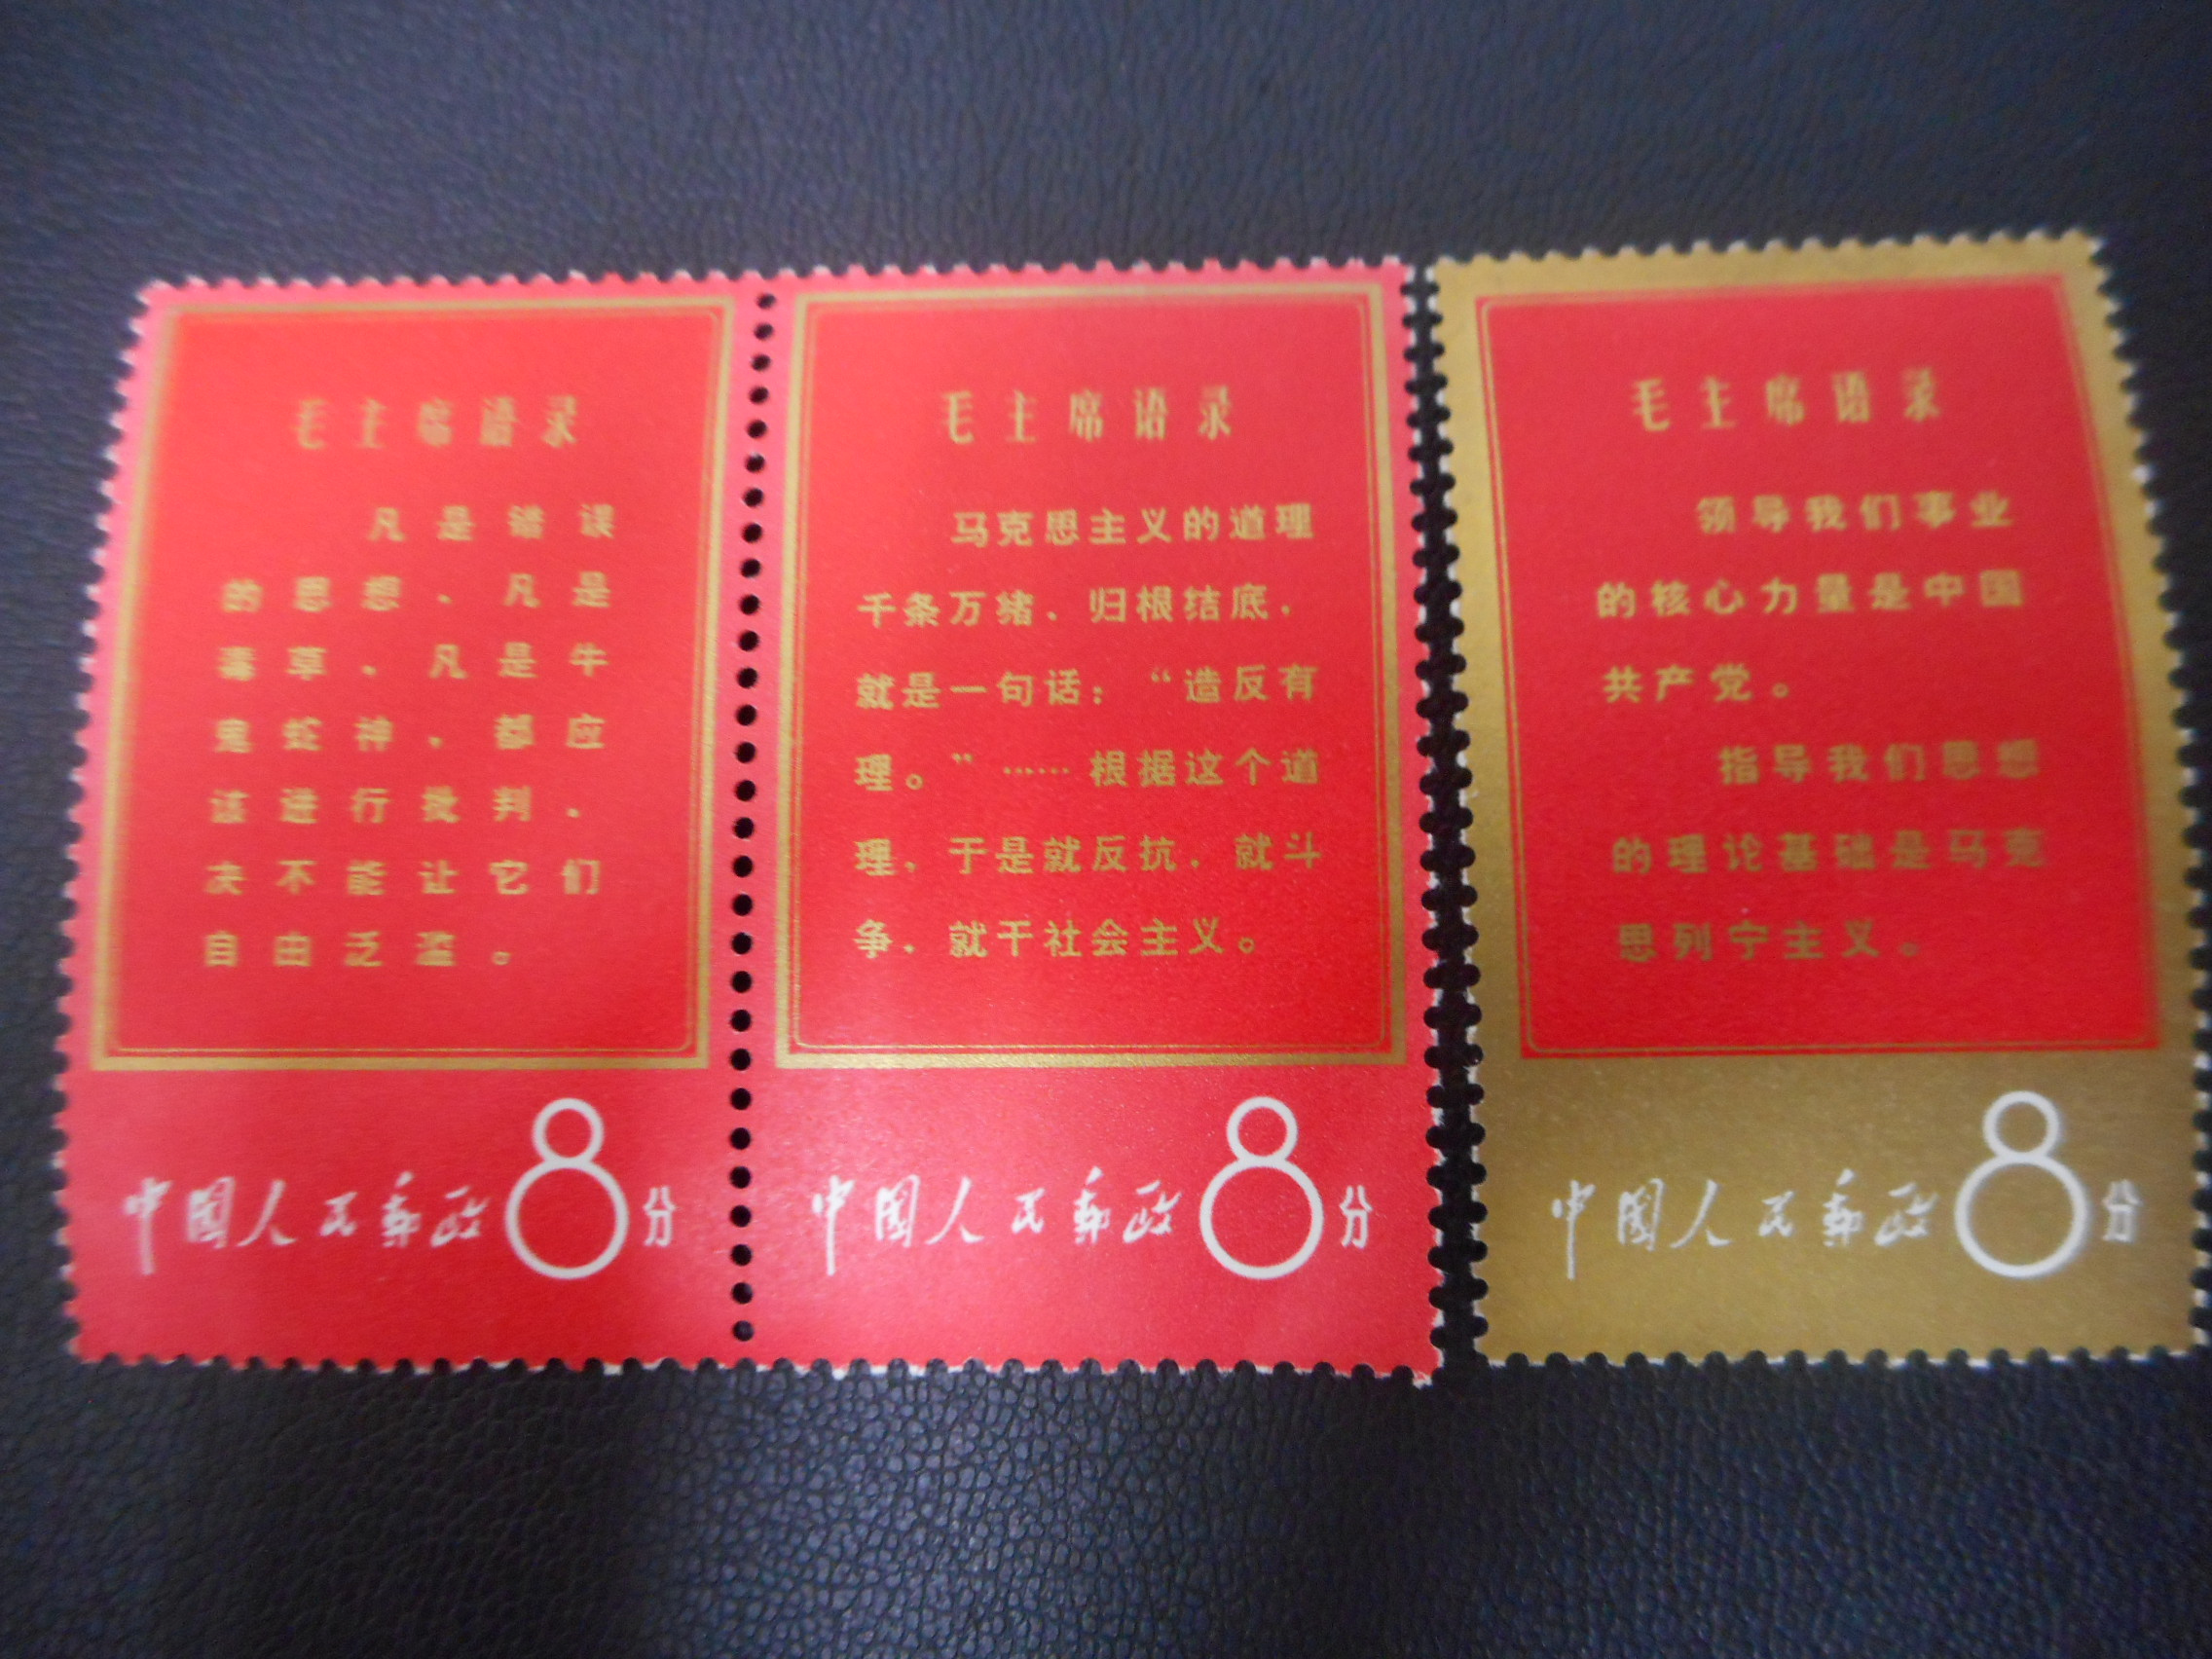 毛主席语录
凡是错误
的思想，凡是
毒草，凡是牛
鬼蛇神，都应
该进行批判，
决不能让它们
自由泛滥。
中国人民邮政 8分
毛主席语录
马克思主义的道理
千条万绪，归根结底，
就是一句话：“造反有
理。”……根据这个道
理，于是就反抗，就斗
争，就干社会主义。
中国人民邮政 8分
毛主席语录
领导我们事业
的核心力量是中国
共产党。
指导我们思想
的理论基础是马克
思列宁主义。
中国人民邮政 8分